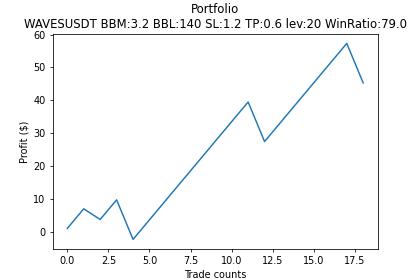 Portfolio
WAVESUSDT BBM:3.2 BBL:140 SL:1.2 TP:0.6 lev:20 WinRatio:79.0
60
50
40
30
20
10
0
Profit ($)
0.0 2.5 5.0 7.5 10.0 12.5 15.0 17.5
Trade counts